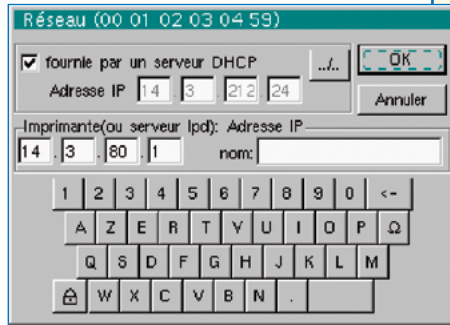 Réseau (00 01 02 03 04 59)
fournie par un serveur DHCP ../.. OK
Adresse IP 14 . 3 . 212 . 24 Annuler
Imprimante(ou serveur lpd): Adresse IP
14 . 3 . 80 . 1 nom:
1 2 3 4 5 6 7 8 9 0 <-
A Z E R T Y U I O P Ω
Q S D F G H J K L M
W X C V B N .